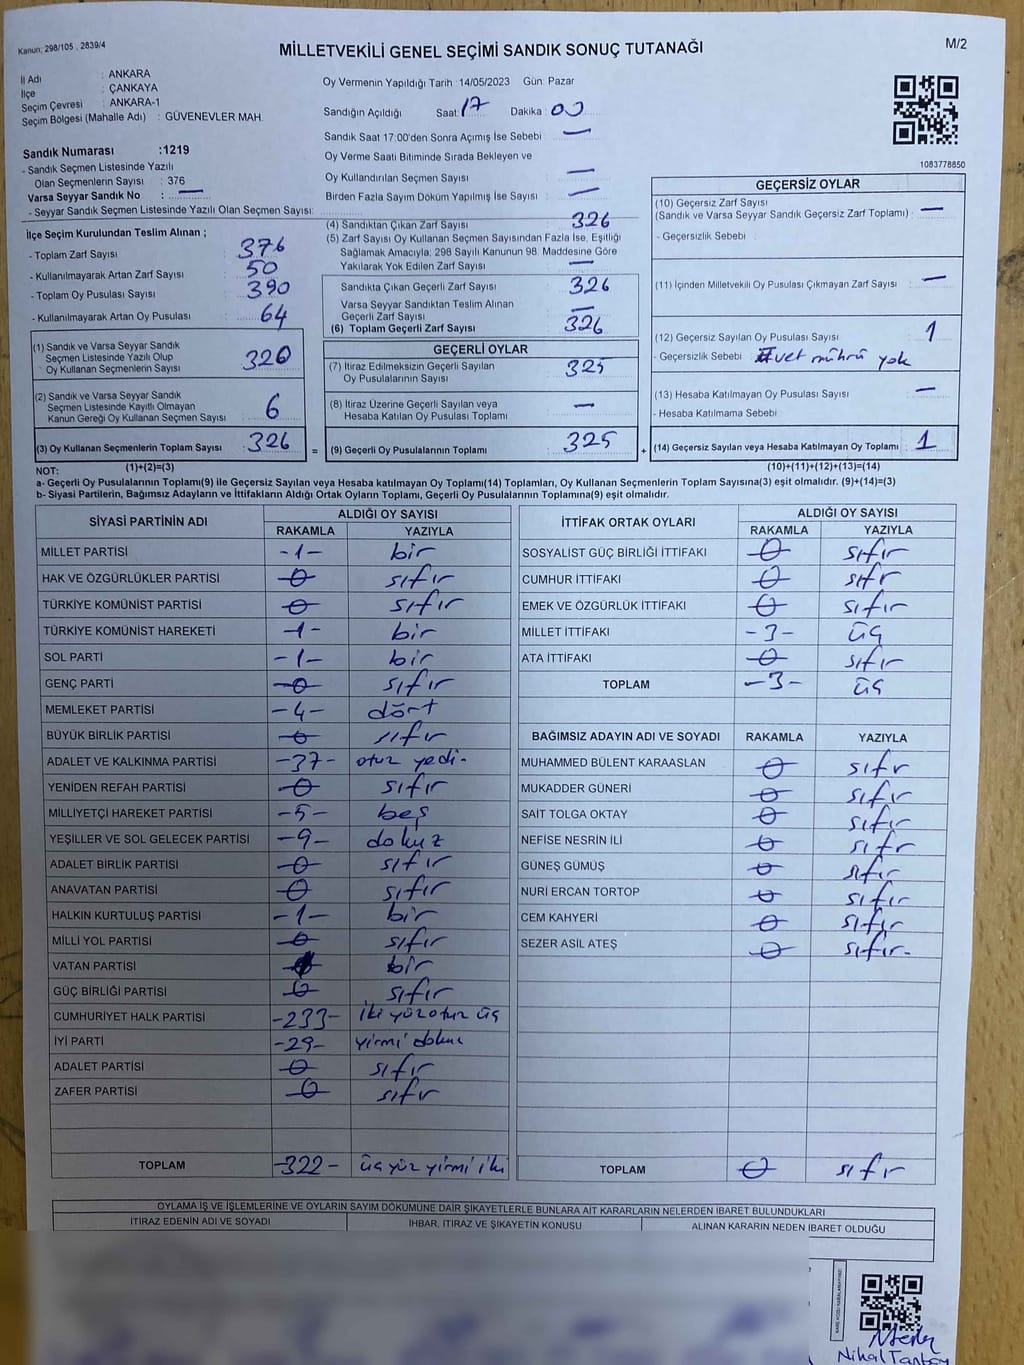 Kanun: 298/105 . 2839/4
MİLLETVEKİLİ GENEL SEÇİMİ SANDIK SONUÇ TUTANAĞI
M/2
İl Adı : ANKARA
İlçe : ÇANKAYA
Seçim Çevresi : ANKARA-1
Seçim Bölgesi (Mahalle Adı) : GÜVENEVLER MAH.
Sandık Numarası :1219
- Sandık Seçmen Listesinde Yazılı
Olan Seçmenlerin Sayısı : 376
Varsa Seyyar Sandık No : —
- Seyyar Sandık Seçmen Listesinde Yazılı Olan Seçmen Sayısı:
Oy Vermenin Yapıldığı Tarih : 14/05/2023 Gün: Pazar
Sandığın Açıldığı Saat: 17 Dakika 00
Sandık Saat 17:00'den Sonra Açımış İse Sebebi : —
Oy Verme Saati Bitiminde Sırada Bekleyen ve
Oy Kullandırılan Seçmen Sayısı : —
Birden Fazla Sayım Döküm Yapılmış İse Sayısı : —
1083778850
İlçe Seçim Kurulundan Teslim Alınan ;
- Toplam Zarf Sayısı : 376
- Kullanılmayarak Artan Zarf Sayısı : 50
- Toplam Oy Pusulası Sayısı : 390
- Kullanılmayarak Artan Oy Pusulası : 64
(1) Sandık ve Varsa Seyyar Sandık
Seçmen Listesinde Yazılı Olup
Oy Kullanan Seçmenlerin Sayısı : 320
(2) Sandık ve Varsa Seyyar Sandık
Seçmen Listesinde Kayıtlı Olmayan
Kanun Gereği Oy Kullanan Seçmen Sayısı : 6
(3) Oy Kullanan Seçmenlerin Toplam Sayısı : 326
(4) Sandıktan Çıkan Zarf Sayısı : 326
(5) Zarf Sayısı Oy Kullanan Seçmen Sayısından Fazla İse, Eşitliği
Sağlamak Amacıyla; 298 Sayılı Kanunun 98. Maddesine Göre
Yakılarak Yok Edilen Zarf Sayısı : —
Sandıkta Çıkan Geçerli Zarf Sayısı : 326
Varsa Seyyar Sandıktan Teslim Alınan
Geçerli Zarf Sayısı : —
(6) Toplam Geçerli Zarf Sayısı : 326
GEÇERLİ OYLAR
(7) İtiraz Edilmeksizin Geçerli Sayılan
Oy Pusulalarının Sayısı : 325
(8) İtiraz Üzerine Geçerli Sayılan veya
Hesaba Katılan Oy Pusulası Toplamı : —
= (9) Geçerli Oy Pusulalarının Toplamı : 325
GEÇERSİZ OYLAR
(10) Geçersiz Zarf Sayısı
(Sandık ve Varsa Seyyar Sandık Geçersiz Zarf Toplamı) : —
- Geçersizlik Sebebi :
(11) İçinden Milletvekili Oy Pusulası Çıkmayan Zarf Sayısı : —
(12) Geçersiz Sayılan Oy Pusulası Sayısı : 1
- Geçersizlik Sebebi : Evet mührü yok
(13) Hesaba Katılmayan Oy Pusulası Sayısı : —
- Hesaba Katılmama Sebebi :
+ (14) Geçersiz Sayılan veya Hesaba Katılmayan Oy Toplamı : 1
NOT: (1)+(2)=(3)
(10)+(11)+(12)+(13)=(14)
a- Geçerli Oy Pusulalarının Toplamı(9) ile Geçersiz Sayılan veya Hesaba katılmayan Oy Toplamı(14) Toplamları, Oy Kullanan Seçmenlerin Toplam Sayısına(3) eşit olmalıdır. (9)+(14)=(3)
b- Siyasi Partilerin, Bağımsız Adayların ve İttifakların Aldığı Ortak Oyların Toplamı, Geçerli Oy Pusulalarının Toplamına(9) eşit olmalıdır.
SİYASİ PARTİNİN ADI ALDIĞI OY SAYISI
RAKAMLA YAZIYLA
MİLLET PARTİSİ -1- bir
HAK VE ÖZGÜRLÜKLER PARTİSİ 0 sıfır
TÜRKİYE KOMÜNİST PARTİSİ 0 sıfır
TÜRKİYE KOMÜNİST HAREKETİ -1- bir
SOL PARTİ -1- bir
GENÇ PARTİ 0 sıfır
MEMLEKET PARTİSİ -4- dört
BÜYÜK BİRLİK PARTİSİ 0 sıfır
ADALET VE KALKINMA PARTİSİ -37- otuz yedi-
YENİDEN REFAH PARTİSİ 0 sıfır
MİLLİYETÇİ HAREKET PARTİSİ -5- beş
YEŞİLLER VE SOL GELECEK PARTİSİ -9- dokuz
ADALET BİRLİK PARTİSİ 0 sıfır
ANAVATAN PARTİSİ 0 sıfır
HALKIN KURTULUŞ PARTİSİ -1- bir
MİLLİ YOL PARTİSİ 0 sıfır
VATAN PARTİSİ bir
GÜÇ BİRLİĞİ PARTİSİ 0 sıfır
CUMHURİYET HALK PARTİSİ -233- iki yüz otuz üç
İYİ PARTİ -29- yirmi dokuz
ADALET PARTİSİ 0 sıfır
ZAFER PARTİSİ 0 sıfır
TOPLAM -322- üç yüz yirmi iki
İTTİFAK ORTAK OYLARI ALDIĞI OY SAYISI
RAKAMLA YAZIYLA
SOSYALİST GÜÇ BİRLİĞİ İTTİFAKI 0 sıfır
CUMHUR İTTİFAKI 0 sıfır
EMEK VE ÖZGÜRLÜK İTTİFAKI 0 sıfır
MİLLET İTTİFAKI -3- üç
ATA İTTİFAKI 0 sıfır
TOPLAM -3- üç
BAĞIMSIZ ADAYIN ADI VE SOYADI RAKAMLA YAZIYLA
MUHAMMED BÜLENT KARAASLAN 0 sıfır
MUKADDER GÜNERİ 0 sıfır
SAİT TOLGA OKTAY 0 sıfır
NEFİSE NESRİN İLİ 0 sıfır
GÜNEŞ GÜMÜŞ 0 sıfır
NURİ ERCAN TORTOP 0 sıfır
CEM KAHYERİ 0 sıfır
SEZER ASİL ATEŞ 0 sıfır-
TOPLAM 0 sıfır
OYLAMA İŞ VE İŞLEMLERİNE VE OYLARIN SAYIM DÖKÜMÜNE DAİR ŞİKAYETLERLE BUNLARA AİT KARARLARIN NELERDEN İBARET BULUNDUKLARI
İTİRAZ EDENİN ADI VE SOYADI İHBAR, İTİRAZ VE ŞİKAYETİN KONUSU ALINAN KARARIN NEDEN İBARET OLDUĞU
Nihal